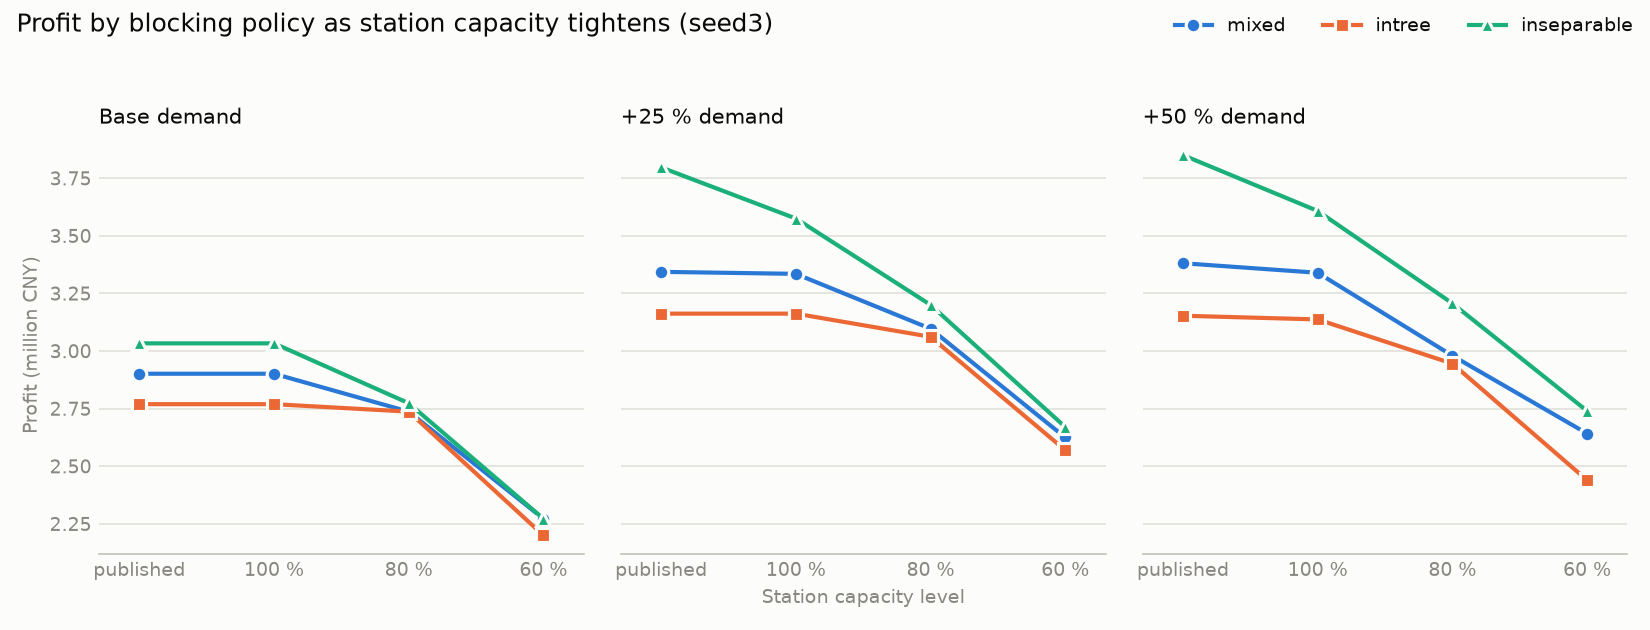 Profit by blocking policy as station capacity tightens (seed3)
mixed intree inseparable
Base demand +25 % demand +50 % demand
Profit (million CNY)
3.75
3.50
3.25
3.00
2.75
2.50
2.25
published 100 % 80 % 60 % published 100 % 80 % 60 % published 100 % 80 % 60 %
Station capacity level